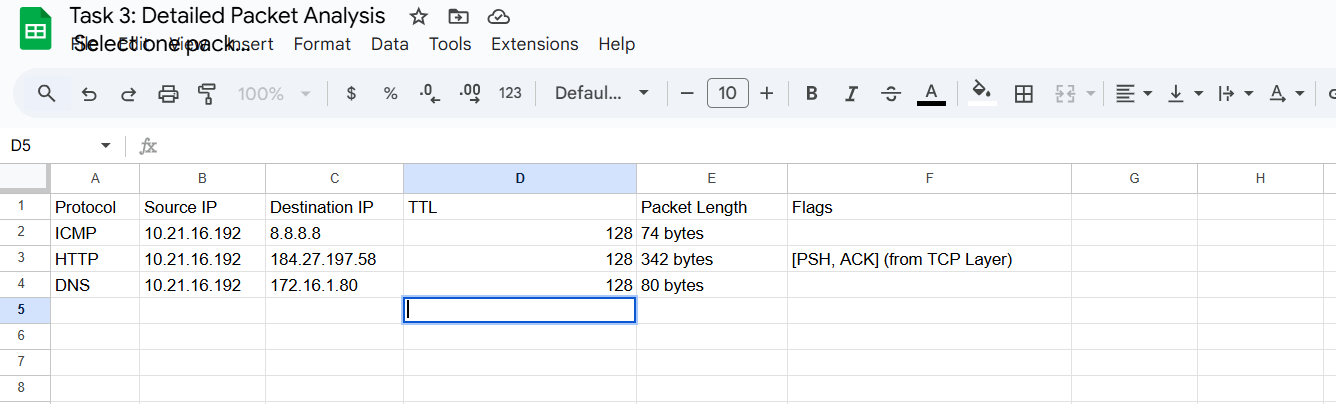 Task 3: Detailed Packet Analysis
Select one pack...
File Edit View Insert Format Data Tools Extensions Help
100% $ % .0 .00 123 Defaul... − 10 + B I S A A
D5 fx
A B C D E F G H
1 Protocol Source IP Destination IP TTL Packet Length Flags
2 ICMP 10.21.16.192 8.8.8.8 128 74 bytes
3 HTTP 10.21.16.192 184.27.197.58 128 342 bytes [PSH, ACK] (from TCP Layer)
4 DNS 10.21.16.192 172.16.1.80 128 80 bytes
5
6
7
8